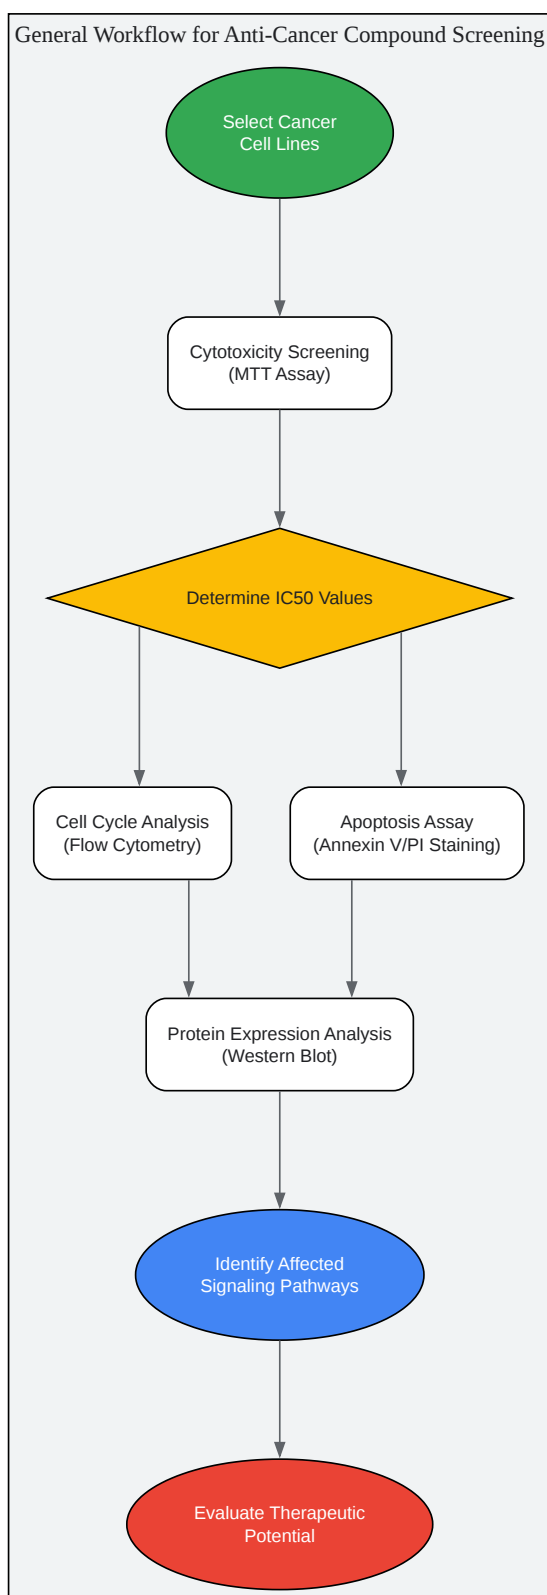 General Workflow for Anti-Cancer Compound Screening
Select Cancer
Cell Lines
Cytotoxicity Screening
(MTT Assay)
Determine IC50 Values
Cell Cycle Analysis
(Flow Cytometry)
Apoptosis Assay
(Annexin V/PI Staining)
Protein Expression Analysis
(Western Blot)
Identify Affected
Signaling Pathways
Evaluate Therapeutic
Potential